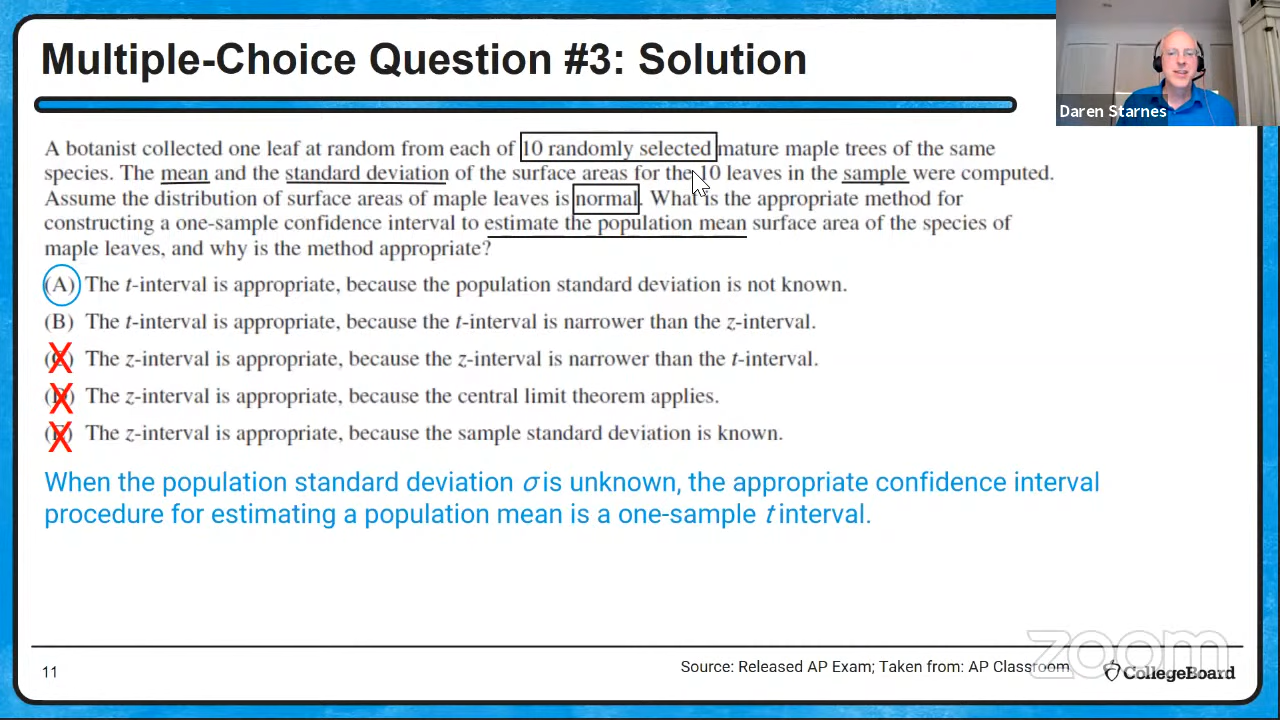 Multiple-Choice Question #3: Solution
Daren Starnes
A botanist collected one leaf at random from each of 10 randomly selected mature maple trees of the same
species. The mean and the standard deviation of the surface areas for the 10 leaves in the sample were computed.
Assume the distribution of surface areas of maple leaves is normal. What is the appropriate method for
constructing a one-sample confidence interval to estimate the population mean surface area of the species of
maple leaves, and why is the method appropriate?
(A) The t-interval is appropriate, because the population standard deviation is not known.
(B) The t-interval is appropriate, because the t-interval is narrower than the z-interval.
(C) The z-interval is appropriate, because the z-interval is narrower than the t-interval.
(D) The z-interval is appropriate, because the central limit theorem applies.
(E) The z-interval is appropriate, because the sample standard deviation is known.
When the population standard deviation σ is unknown, the appropriate confidence interval
procedure for estimating a population mean is a one-sample t interval.
zoom
11
Source: Released AP Exam; Taken from: AP Classroom
CollegeBoard